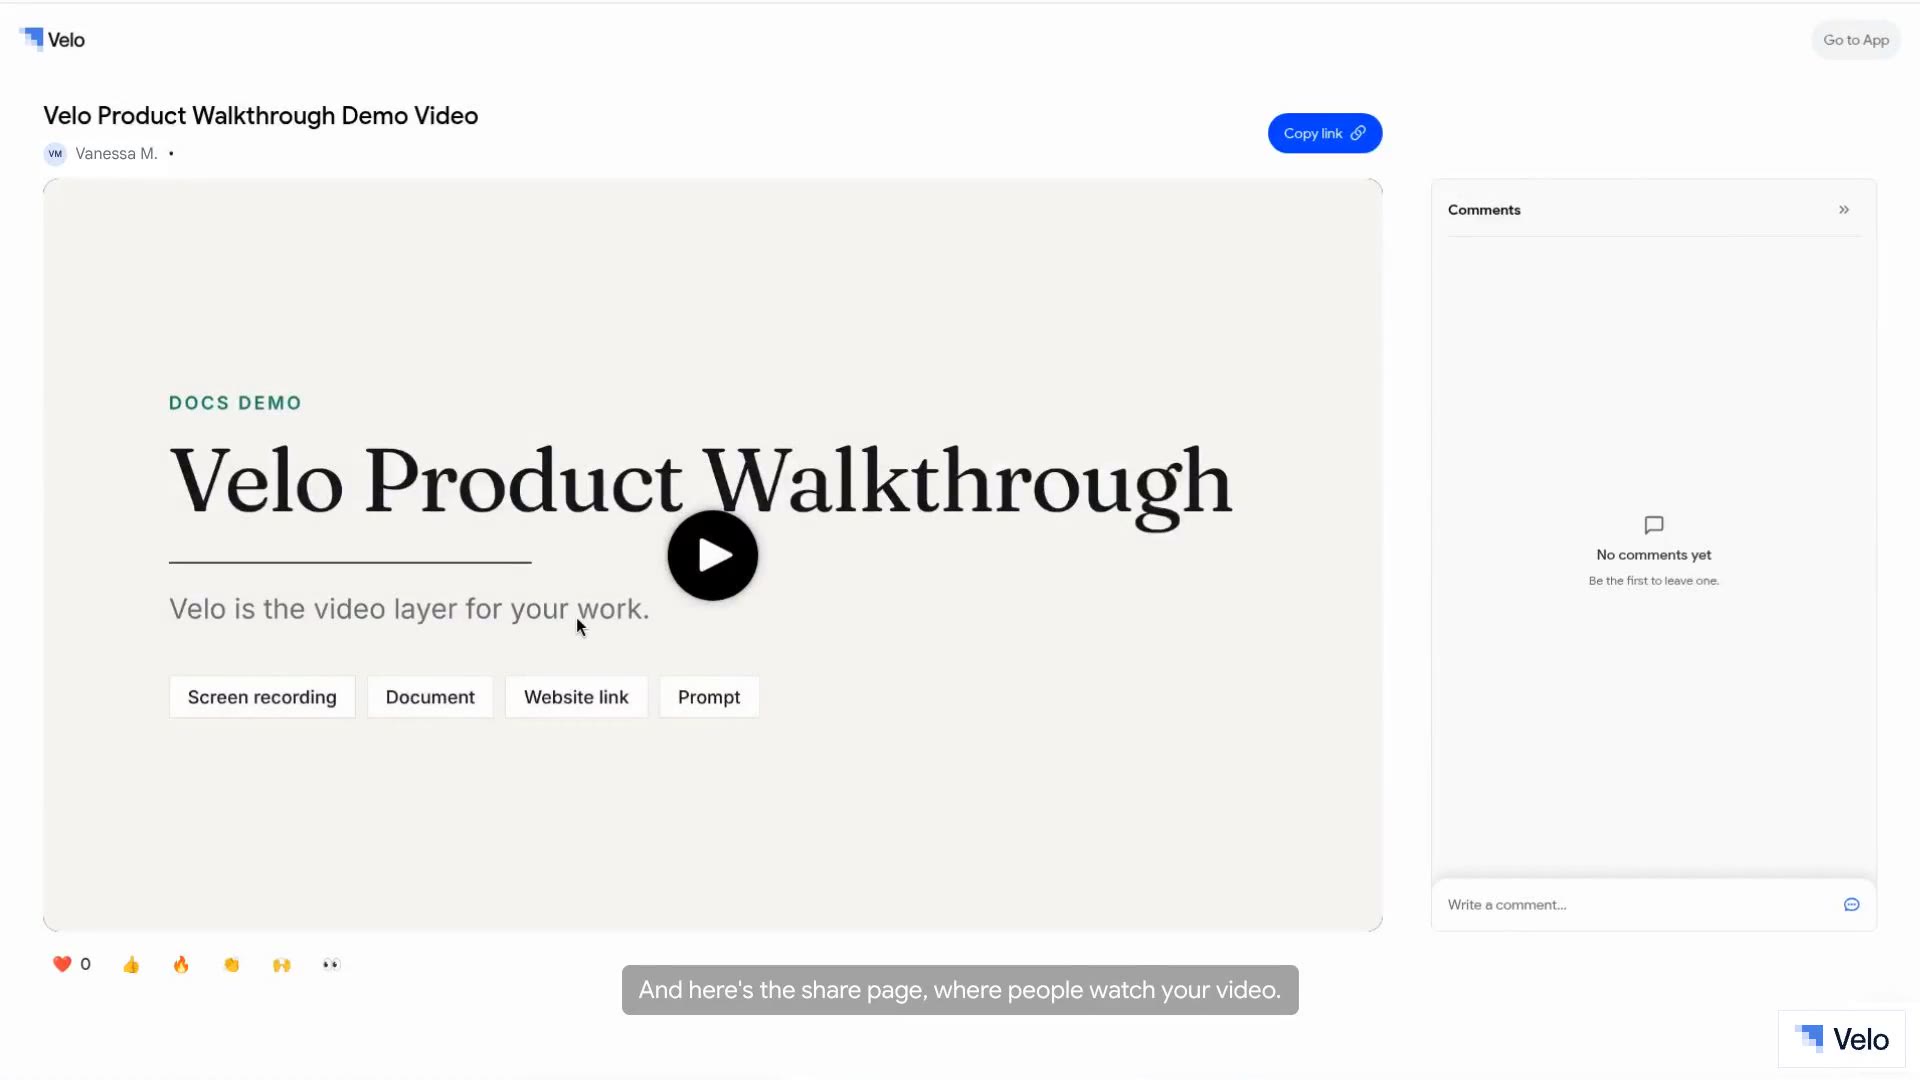 Velo
Go to App
Velo Product Walkthrough Demo Video
Copy link
VM Vanessa M. •
Comments
DOCS DEMO
Velo Product Walkthrough
Velo is the video layer for your work.
Screen recording Document Website link Prompt
No comments yet
Be the first to leave one.
Write a comment...
0
And here's the share page, where people watch your video.
Velo